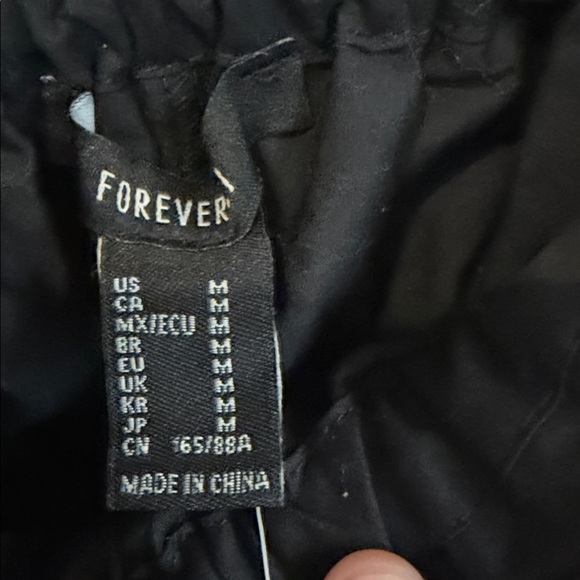 FOREVER
US M
CA M
MX/ECU M
BR M
EU M
UK M
KR M
JP M
CN 165/88A
MADE IN CHINA